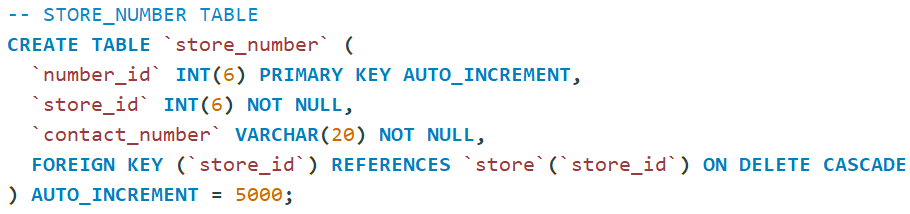 -- STORE_NUMBER TABLE
CREATE TABLE `store_number` (
  `number_id` INT(6) PRIMARY KEY AUTO_INCREMENT,
  `store_id` INT(6) NOT NULL,
  `contact_number` VARCHAR(20) NOT NULL,
  FOREIGN KEY (`store_id`) REFERENCES `store`(`store_id`) ON DELETE CASCADE
) AUTO_INCREMENT = 5000;